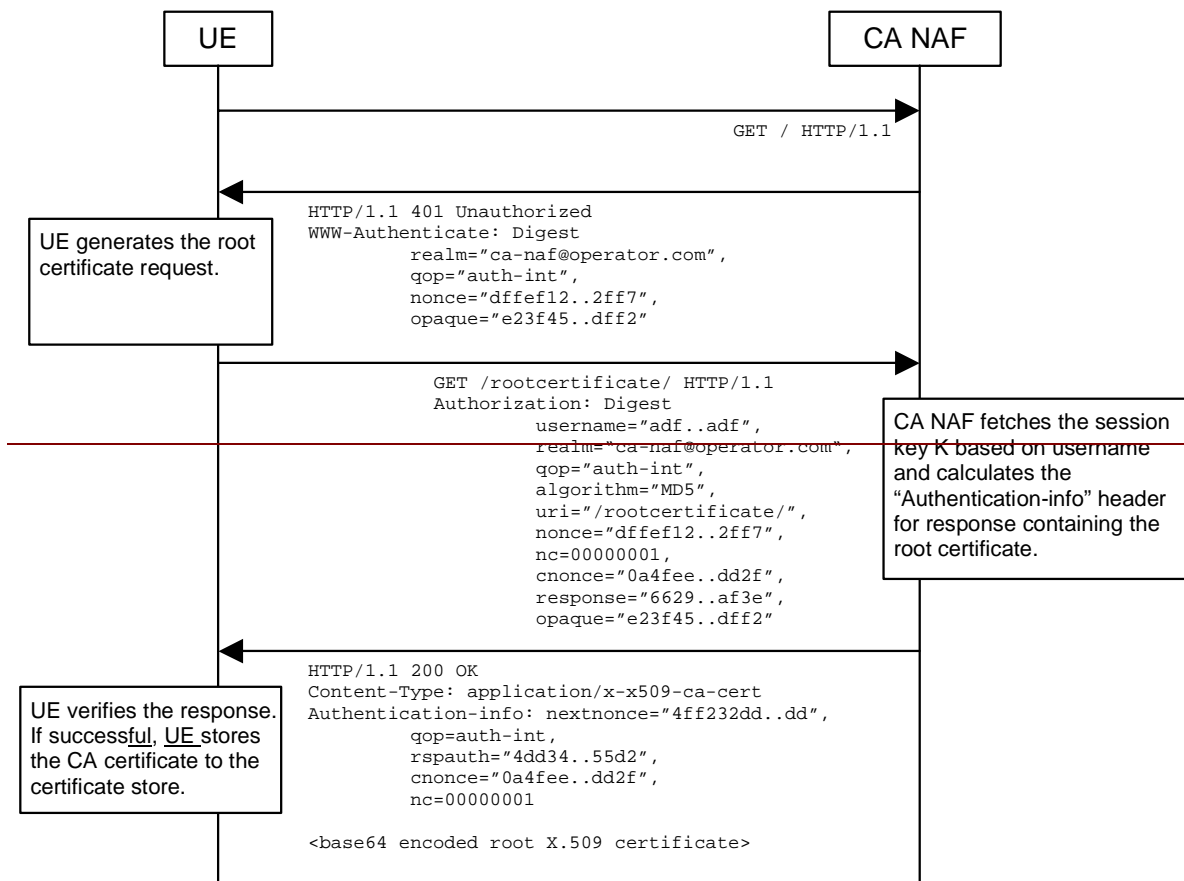 UE
CA NAF
GET / HTTP/1.1
HTTP/1.1 401 Unauthorized
WWW-Authenticate: Digest
realm="ca-naf@operator.com",
qop="auth-int",
nonce="dffef12..2ff7",
opaque="e23f45..dff2"
UE generates the root
certificate request.
GET /rootcertificate/ HTTP/1.1
Authorization: Digest
username="adf..adf",
realm="ca-naf@operator.com",
qop="auth-int",
algorithm="MD5",
uri="/rootcertificate/",
nonce="dffef12..2ff7",
nc=00000001,
cnonce="0a4fee..dd2f",
response="6629..af3e",
opaque="e23f45..dff2"
CA NAF fetches the session
key K based on username
and calculates the
“Authentication-info” header
for response containing the
root certificate.
HTTP/1.1 200 OK
Content-Type: application/x-x509-ca-cert
Authentication-info: nextnonce="4ff232dd..dd",
qop=auth-int,
rspauth="4dd34..55d2",
cnonce="0a4fee..dd2f",
nc=00000001
<base64 encoded root X.509 certificate>
UE verifies the response.
If successful, UE stores
the CA certificate to the
certificate store.